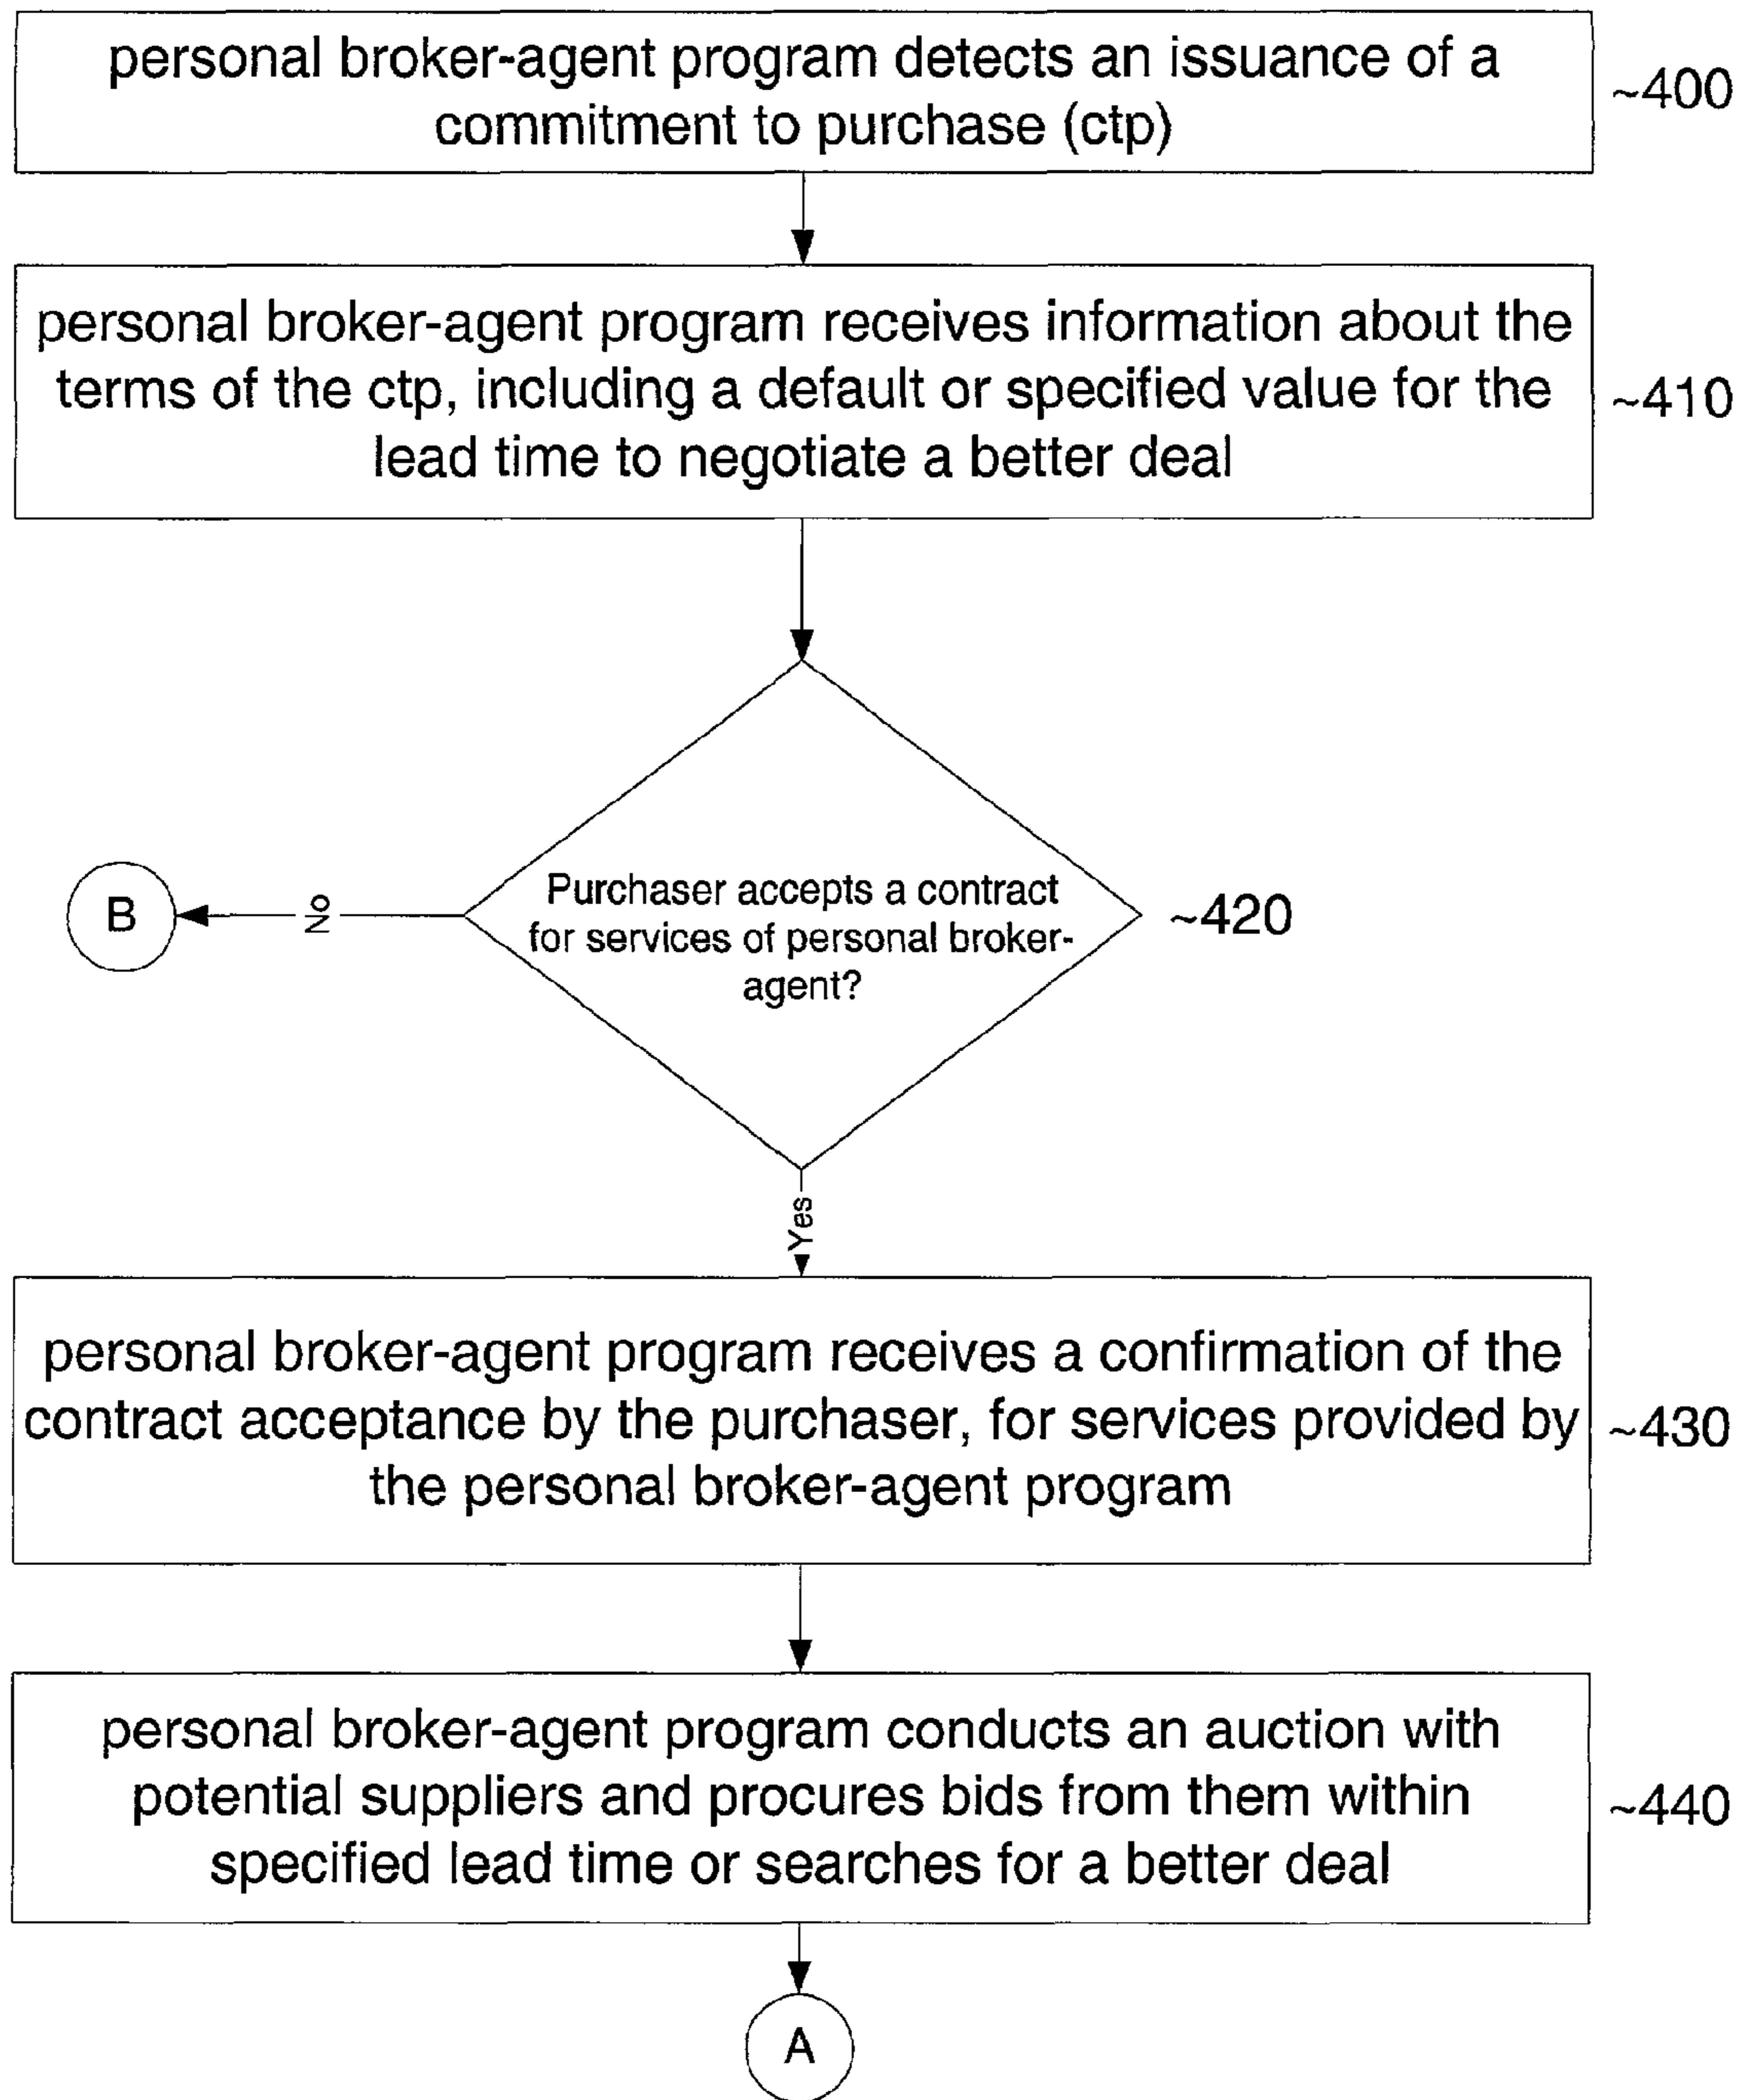 personal broker-agent program detects an issuance of a
commitment to purchase (ctp)
~400
personal broker-agent program receives information about the
terms of the ctp, including a default or specified value for the
lead time to negotiate a better deal
~410
Purchaser accepts a contract
for services of personal broker-
agent?
~420
No
B
Yes
personal broker-agent program receives a confirmation of the
contract acceptance by the purchaser, for services provided by
the personal broker-agent program
~430
personal broker-agent program conducts an auction with
potential suppliers and procures bids from them within
specified lead time or searches for a better deal
~440
A